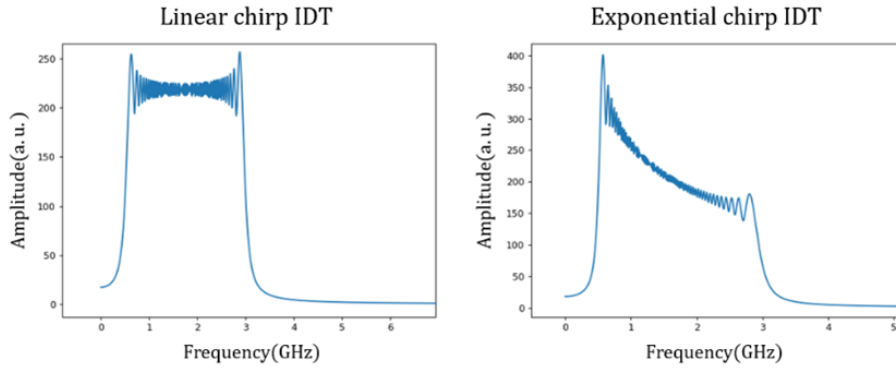 Linear chirp IDT
Exponential chirp IDT
Amplitude(a.u.)
250
200
150
100
50
0
0 1 2 3 4 5 6
Frequency(GHz)
Amplitude(a.u.)
400
350
300
250
200
150
100
50
0
0 1 2 3 4 5
Frequency(GHz)